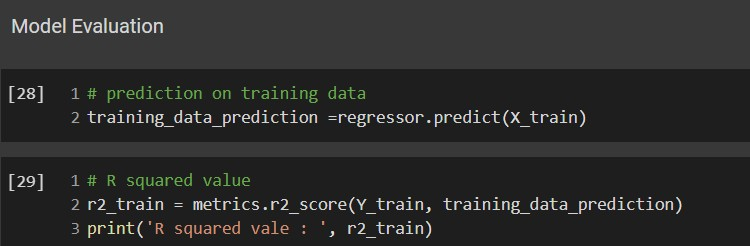 Model Evaluation
[28] 1 # prediction on training data
2 training_data_prediction =regressor.predict(X_train)
[29] 1 # R squared value
2 r2_train = metrics.r2_score(Y_train, training_data_prediction)
3 print('R squared vale : ', r2_train)